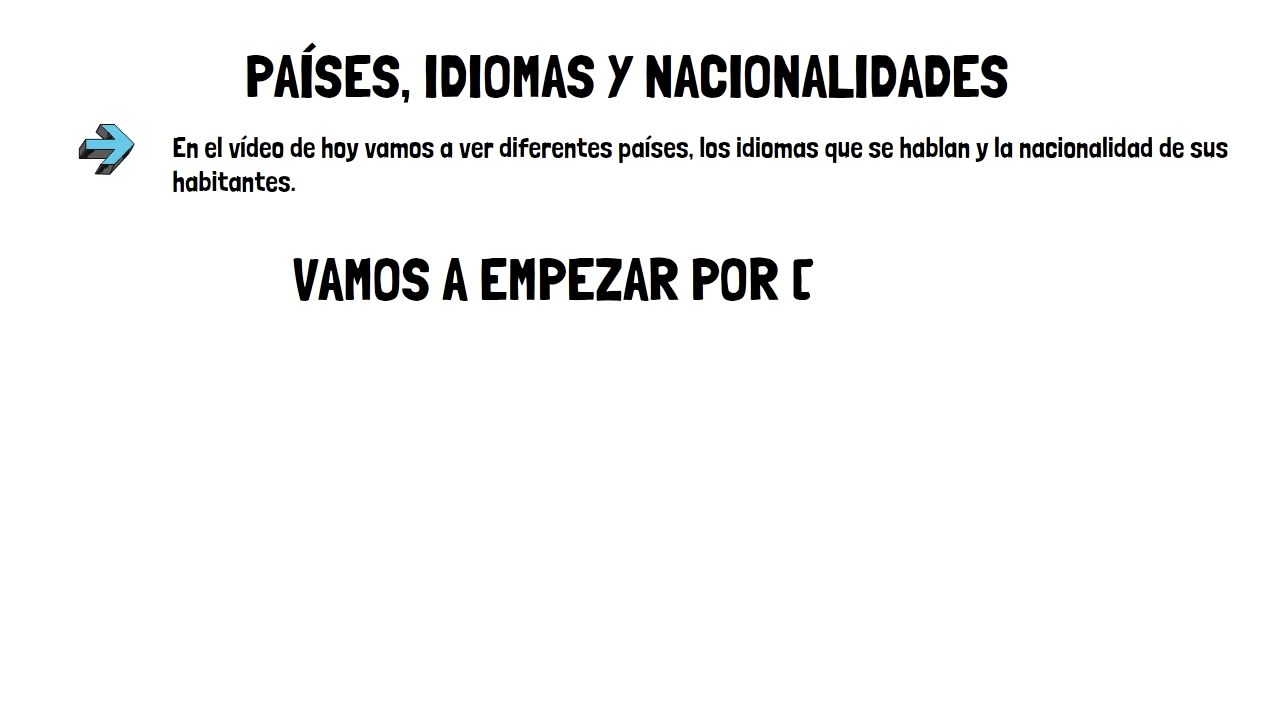 PAÍSES, IDIOMAS Y NACIONALIDADES
En el vídeo de hoy vamos a ver diferentes países, los idiomas que se hablan y la nacionalidad de sus
habitantes.
VAMOS A EMPEZAR POR